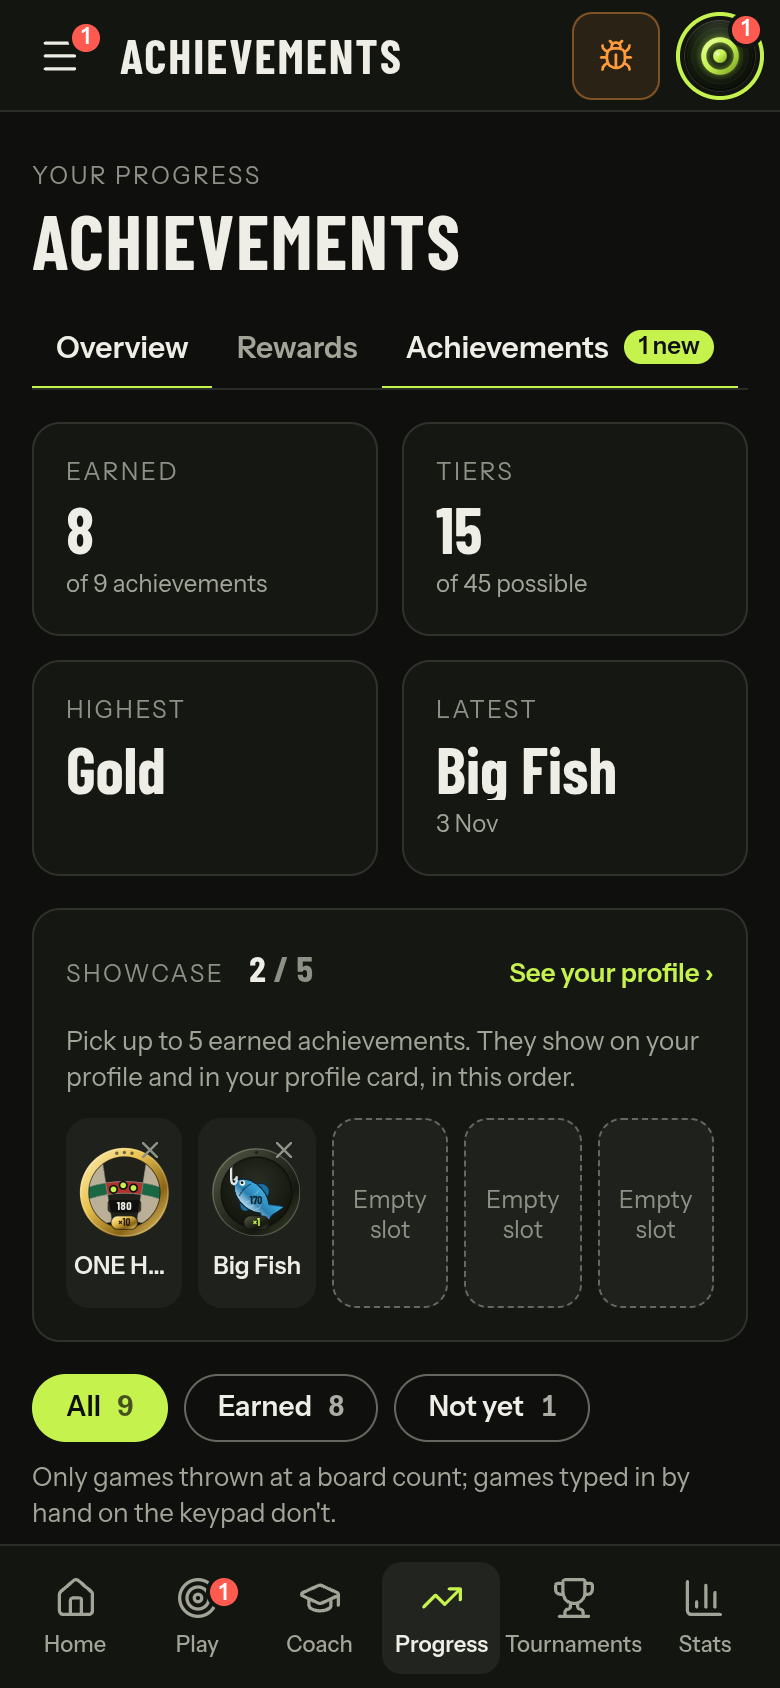 1
ACHIEVEMENTS
1
YOUR PROGRESS
ACHIEVEMENTS
Overview Rewards Achievements 1 new
EARNED
8
of 9 achievements
TIERS
15
of 45 possible
HIGHEST
Gold
LATEST
Big Fish
3 Nov
SHOWCASE 2 / 5 See your profile ›
Pick up to 5 earned achievements. They show on your
profile and in your profile card, in this order.
180
×10
ONE H...
170
×1
Big Fish
Empty
slot
Empty
slot
Empty
slot
All 9 Earned 8 Not yet 1
Only games thrown at a board count; games typed in by
hand on the keypad don't.
1
Home Play Coach Progress Tournaments Stats